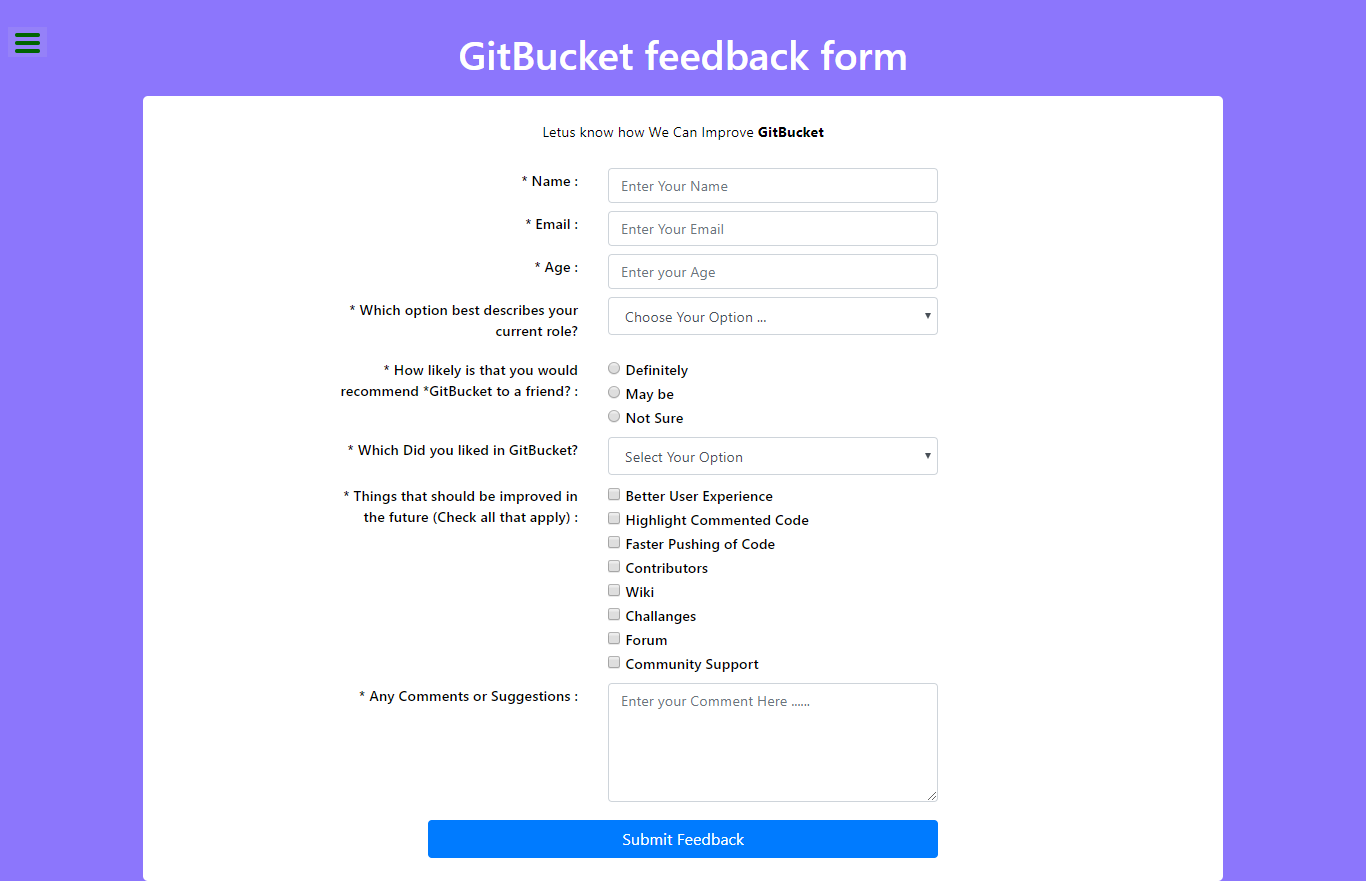 GitBucket feedback form
Letus know how We Can Improve GitBucket
* Name :
Enter Your Name
* Email :
Enter Your Email
* Age :
Enter your Age
* Which option best describes your
current role?
Choose Your Option ...
* How likely is that you would
recommend *GitBucket to a friend? :
Definitely
May be
Not Sure
* Which Did you liked in GitBucket?
Select Your Option
* Things that should be improved in
the future (Check all that apply) :
Better User Experience
Highlight Commented Code
Faster Pushing of Code
Contributors
Wiki
Challanges
Forum
Community Support
* Any Comments or Suggestions :
Enter your Comment Here ......
Submit Feedback